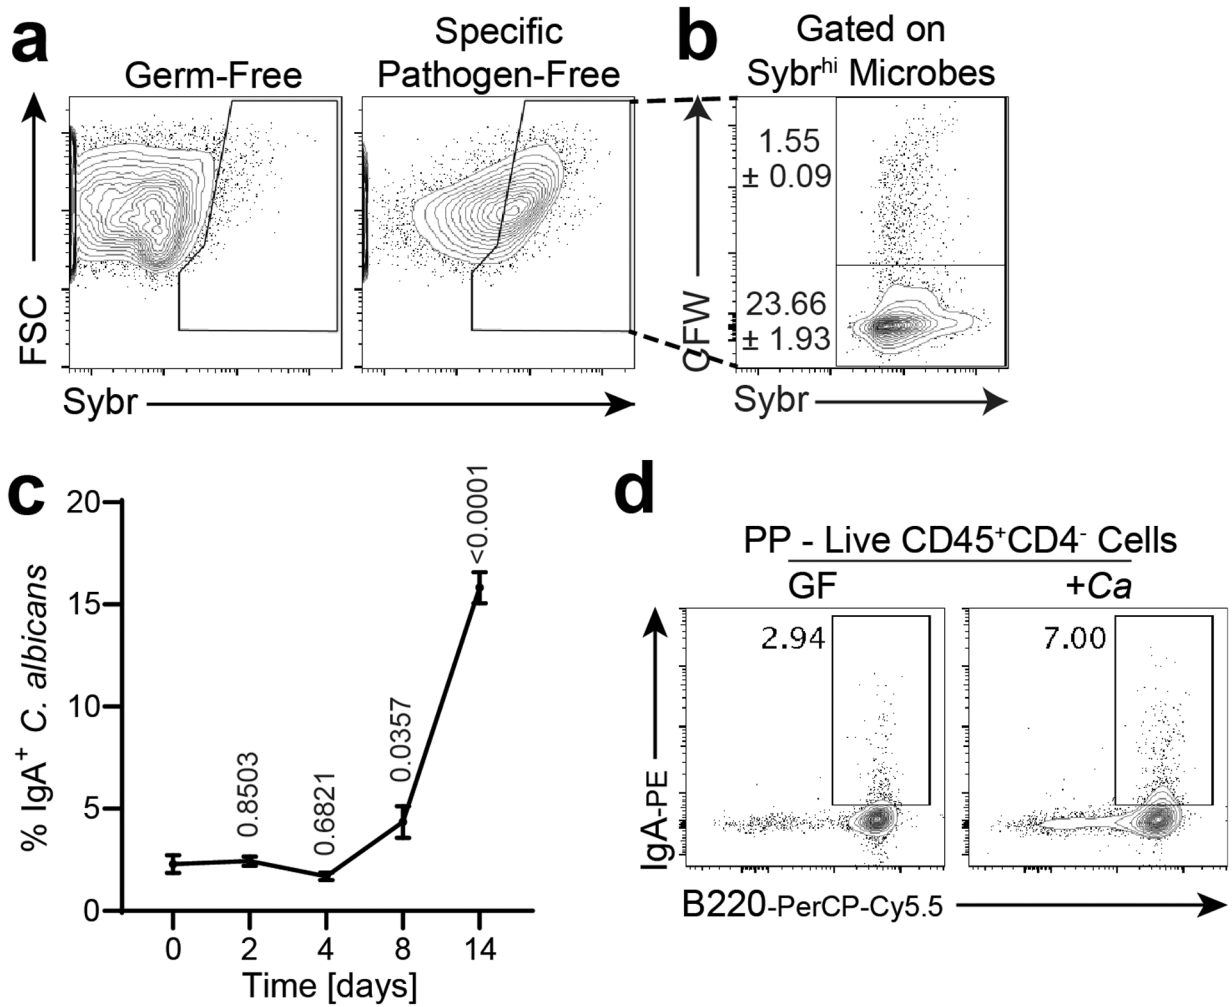 a
Germ-Free
Specific
Pathogen-Free
FSC
Sybr
b
Gated on
Sybrʰⁱ Microbes
1.55
± 0.09
23.66
± 1.93
CFW
Sybr
c
% IgA⁺ C. albicans
20
15
10
5
0
0.8503
0.6821
0.0357
<0.0001
0 2 4 8 14
Time [days]
d
PP - Live CD45⁺CD4⁻ Cells
GF
+Ca
2.94
7.00
IgA-PE
B220-PerCP-Cy5.5